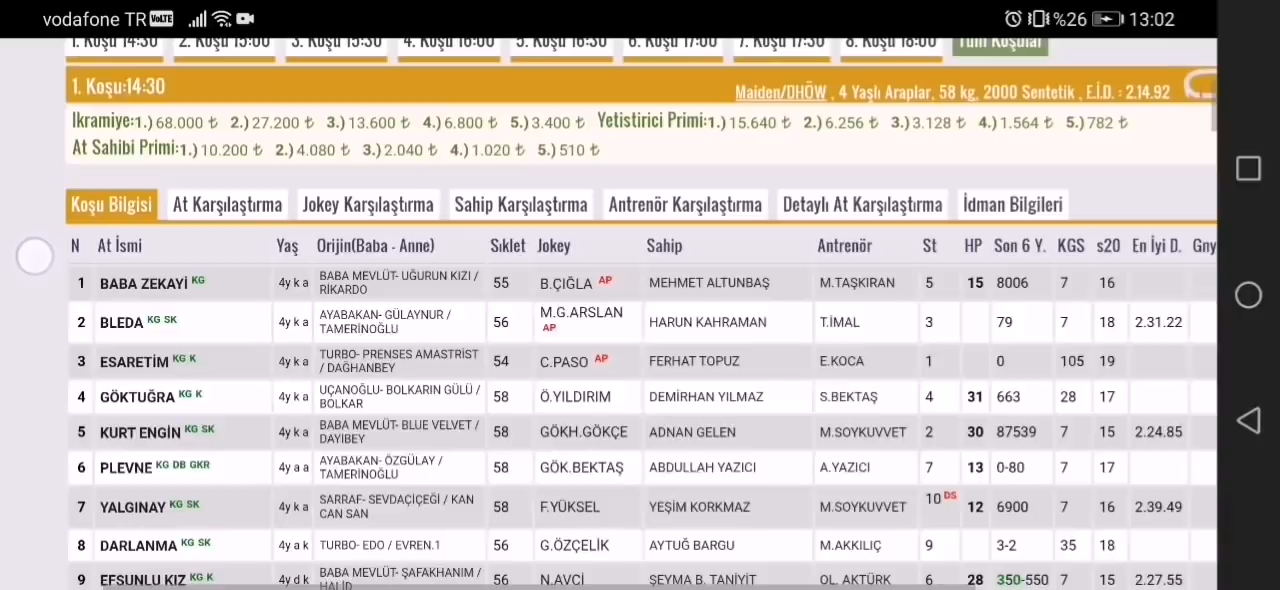 vodafone TR VoLTE %26 13:02
1. Koşu 14:30 2. Koşu 15:00 3. Koşu 15:30 4. Koşu 16:00 5. Koşu 16:30 6. Koşu 17:00 7. Koşu 17:30 8. Koşu 18:00 Tüm Koşular
1. Koşu:14:30 Maiden/DHÖW , 4 Yaşlı Araplar, 58 kg, 2000 Sentetik , E.İ.D. : 2.14.92
Ikramiye:1.) 68.000 ₺ 2.) 27.200 ₺ 3.) 13.600 ₺ 4.) 6.800 ₺ 5.) 3.400 ₺ Yetistirici Primi:1.) 15.640 ₺ 2.) 6.256 ₺ 3.) 3.128 ₺ 4.) 1.564 ₺ 5.) 782 ₺
At Sahibi Primi:1.) 10.200 ₺ 2.) 4.080 ₺ 3.) 2.040 ₺ 4.) 1.020 ₺ 5.) 510 ₺
Koşu Bilgisi At Karşılaştırma Jokey Karşılaştırma Sahip Karşılaştırma Antrenör Karşılaştırma Detaylı At Karşılaştırma İdman Bilgileri
N At İsmi Yaş Orijin(Baba - Anne) Sıklet Jokey Sahip Antrenör St HP Son 6 Y. KGS s20 En İyi D. Gny
1 BABA ZEKAYİ KG 4y k a BABA MEVLÜT- UĞURUN KIZI / RİKARDO 55 B.ÇIĞLA AP MEHMET ALTUNBAŞ M.TAŞKIRAN 5 15 8006 7 16
2 BLEDA KG SK 4y k a AYABAKAN- GÜLAYNUR / TAMERİNOĞLU 56 M.G.ARSLAN AP HARUN KAHRAMAN T.İMAL 3 79 7 18 2.31.22
3 ESARETİM KG K 4y k a TURBO- PRENSES AMASTRİST / DAĞHANBEY 54 C.PASO AP FERHAT TOPUZ E.KOCA 1 0 105 19
4 GÖKTUĞRA KG K 4y k a UÇANOĞLU- BOLKARIN GÜLÜ / BOLKAR 58 Ö.YILDIRIM DEMİRHAN YILMAZ S.BEKTAŞ 4 31 663 28 17
5 KURT ENGİN KG SK 4y k a BABA MEVLÜT- BLUE VELVET / DAYIBEY 58 GÖKH.GÖKÇE ADNAN GELEN M.SOYKUVVET 2 30 87539 7 15 2.24.85
6 PLEVNE KG DB GKR 4y a a AYABAKAN- ÖZGÜLAY / TAMERİNOĞLU 58 GÖK.BEKTAŞ ABDULLAH YAZICI A.YAZICI 7 13 0-80 7 17
7 YALGINAY KG SK 4y k a SARRAF- SEVDAÇİÇEĞİ / KAN CAN SAN 58 F.YÜKSEL YEŞİM KORKMAZ M.SOYKUVVET 10 DS 12 6900 7 16 2.39.49
8 DARLANMA KG SK 4y a k TURBO- EDO / EVREN.1 56 G.ÖZÇELİK AYTUĞ BARGU M.AKKILIÇ 9 3-2 35 18
9 EFSUNLU KIZ KG K 4y d k BABA MEVLÜT- ŞAFAKHANIM / HALİD 56 N.AVCİ ŞEYMA B. TANİYİT OL. AKTÜRK 6 28 350-550 7 15 2.27.55